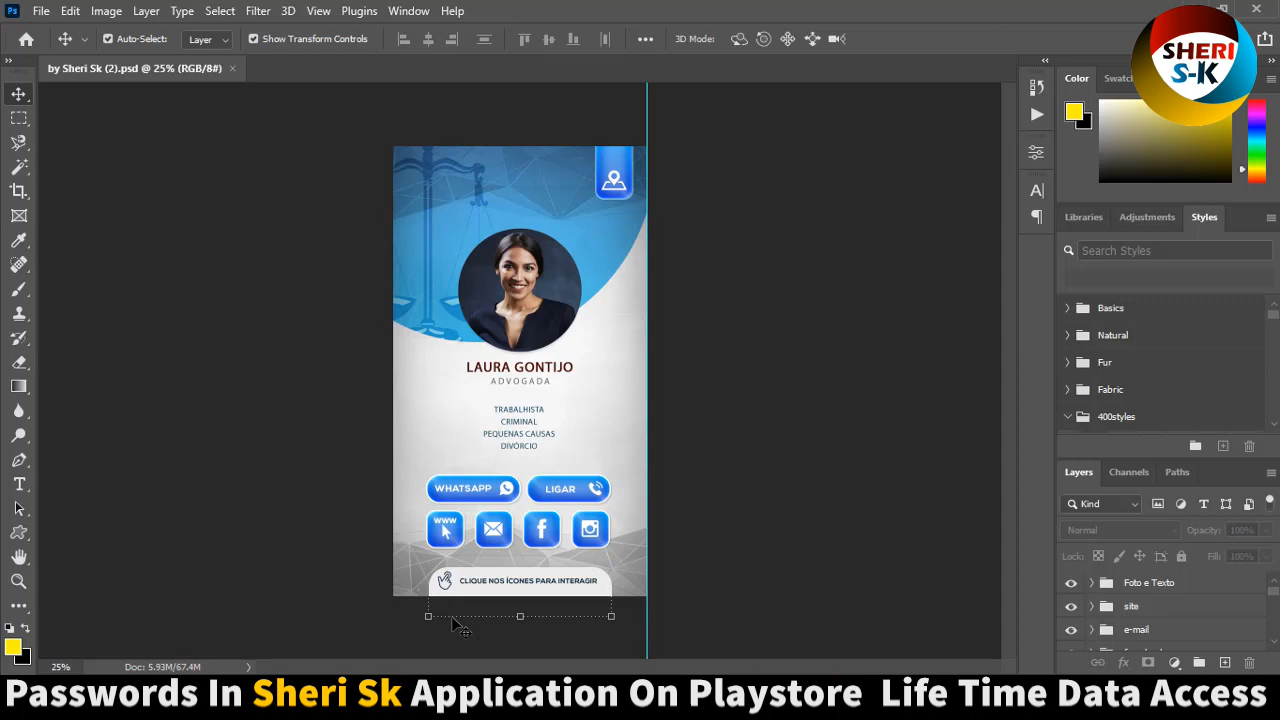 Ps File Edit Image Layer Type Select Filter 3D View Plugins Window Help
Auto-Select: Layer Show Transform Controls 3D Mode:
SHERI
S-K
by Sheri Sk (2).psd @ 25% (RGB/8#)
Color Swatc
LAURA GONTIJO
ADVOGADA
TRABALHISTA
CRIMINAL
PEQUENAS CAUSAS
DIVÓRCIO
WHATSAPP LIGAR
WWW
CLIQUE NOS ÍCONES PARA INTERAGIR
Libraries Adjustments Styles
Search Styles
Basics
Natural
Fur
Fabric
400styles
Layers Channels Paths
Kind
Normal Opacity: 100%
Lock: Fill: 100%
Foto e Texto
site
e-mail
25% Doc: 5.93M/67.4M
Passwords In Sheri Sk Application On Playstore Life Time Data Access